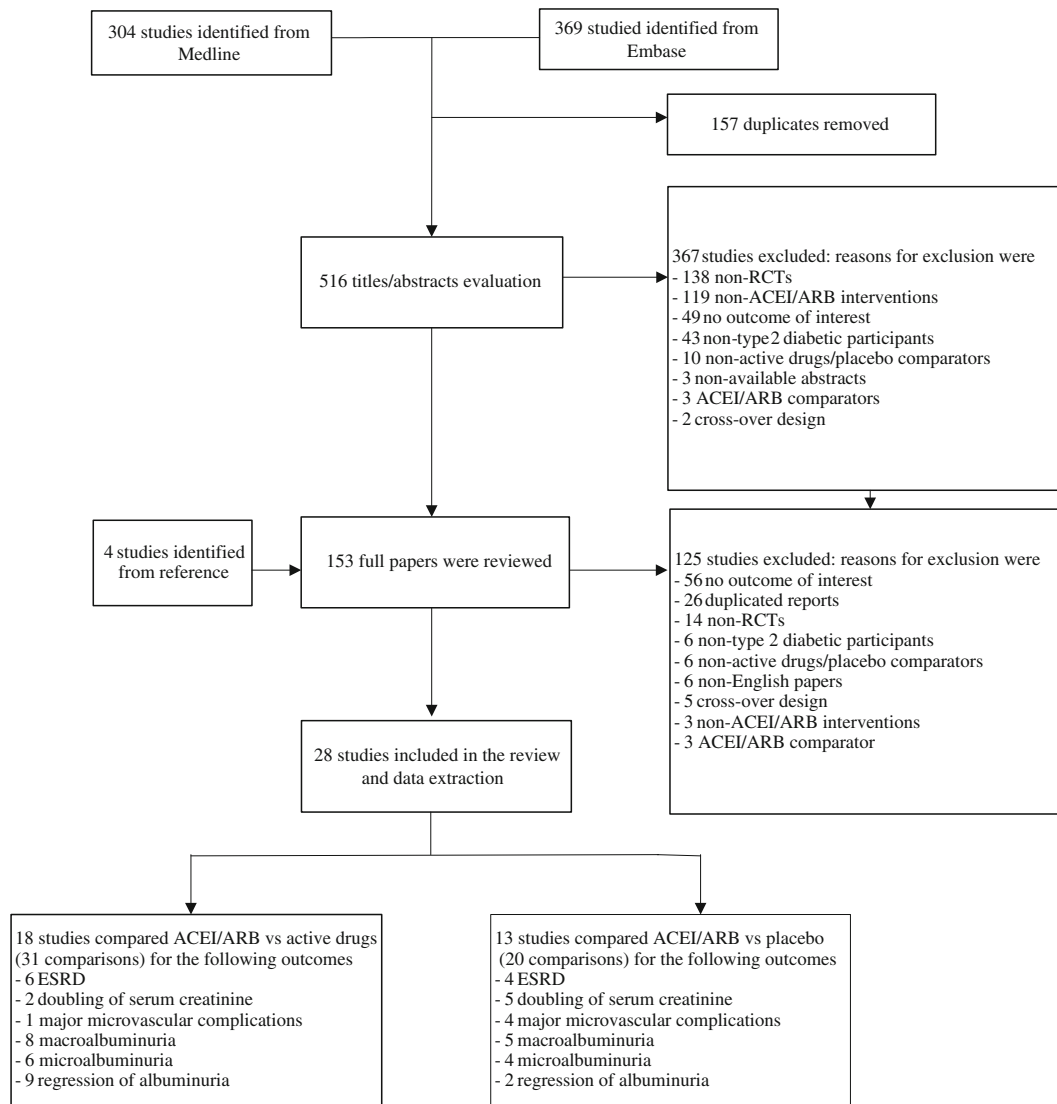 304 studies identified from
Medline
369 studied identified from
Embase
157 duplicates removed
516 titles/abstracts evaluation
367 studies excluded: reasons for exclusion were
- 138 non-RCTs
- 119 non-ACEI/ARB interventions
- 49 no outcome of interest
- 43 non-type 2 diabetic participants
- 10 non-active drugs/placebo comparators
- 3 non-available abstracts
- 3 ACEI/ARB comparators
- 2 cross-over design
4 studies identified
from reference
153 full papers were reviewed
125 studies excluded: reasons for exclusion were
- 56 no outcome of interest
- 26 duplicated reports
- 14 non-RCTs
- 6 non-type 2 diabetic participants
- 6 non-active drugs/placebo comparators
- 6 non-English papers
- 5 cross-over design
- 3 non-ACEI/ARB interventions
- 3 ACEI/ARB comparator
28 studies included in the review
and data extraction
18 studies compared ACEI/ARB vs active drugs
(31 comparisons) for the following outcomes
- 6 ESRD
- 2 doubling of serum creatinine
- 1 major microvascular complications
- 8 macroalbuminuria
- 6 microalbuminuria
- 9 regression of albuminuria
13 studies compared ACEI/ARB vs placebo
(20 comparisons) for the following outcomes
- 4 ESRD
- 5 doubling of serum creatinine
- 4 major microvascular complications
- 5 macroalbuminuria
- 4 microalbuminuria
- 2 regression of albuminuria